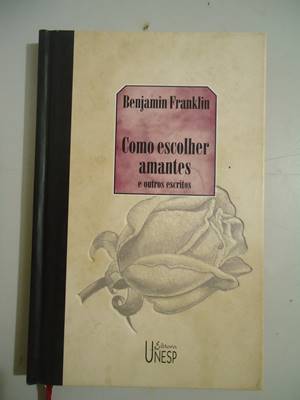 Benjamin Franklin
Como escolher
amantes
e outros escritos
Editora
UNESP